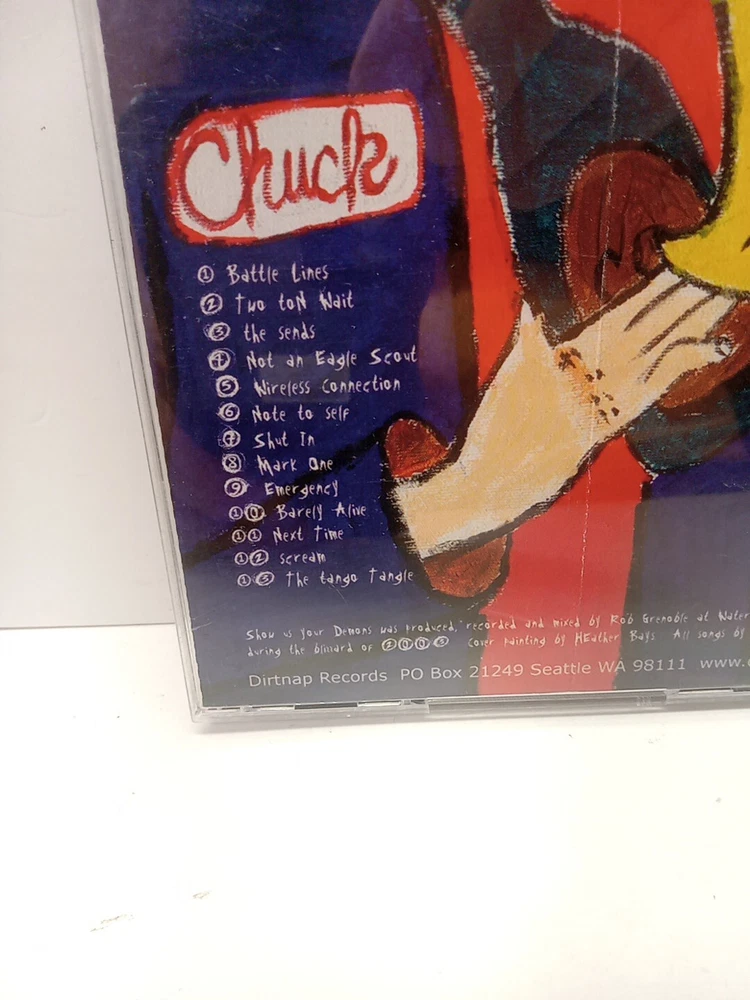 Chuck
1 Battle Lines
2 Two ton Wait
3 the sends
4 Not an Eagle Scout
5 Wireless Connection
6 Note to self
7 Shut In
8 Mark One
9 Emergency
10 Barely Alive
11 Next Time
12 scream
13 The tango Tangle
Show us your Demons was produced, recorded and mixed by Rob Grenoble at Water
during the blizzard of 2003 cover painting by HEather Bays All songs by
Dirtnap Records PO Box 21249 Seattle WA 98111 www.